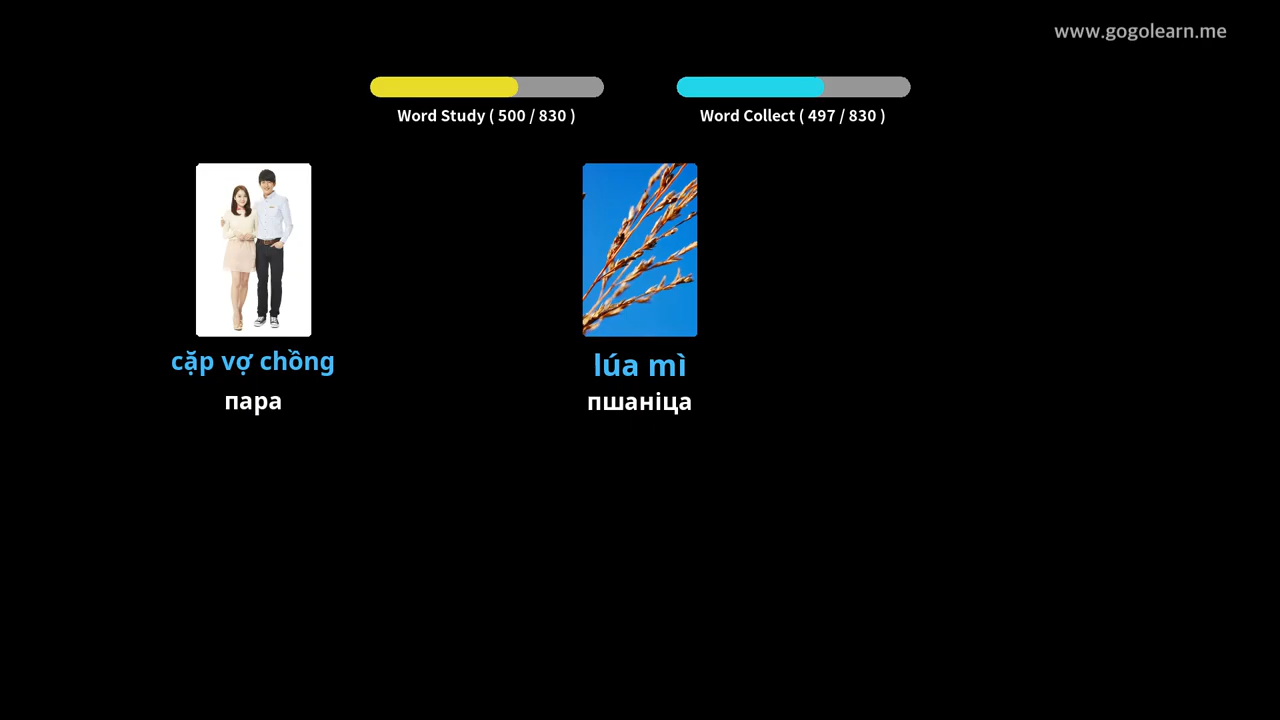 www.gogolearn.me
Word Study ( 500 / 830 )
Word Collect ( 497 / 830 )
cặp vợ chồng
пара
lúa mì
пшаніца